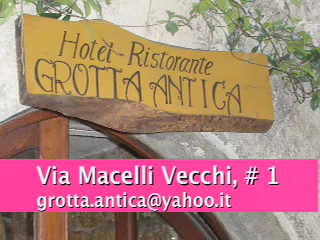 Hotel-Ristorante
GROTTA ANTICA
Via Macelli Vecchi, # 1
grotta.antica@yahoo.it